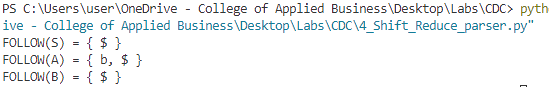 PS C:\Users\user\OneDrive - College of Applied Business\Desktop\Labs\CDC> pyth
ive - College of Applied Business\Desktop\Labs\CDC\4_Shift_Reduce_parser.py"
FOLLOW(S) = { $ }
FOLLOW(A) = { b, $ }
FOLLOW(B) = { $ }